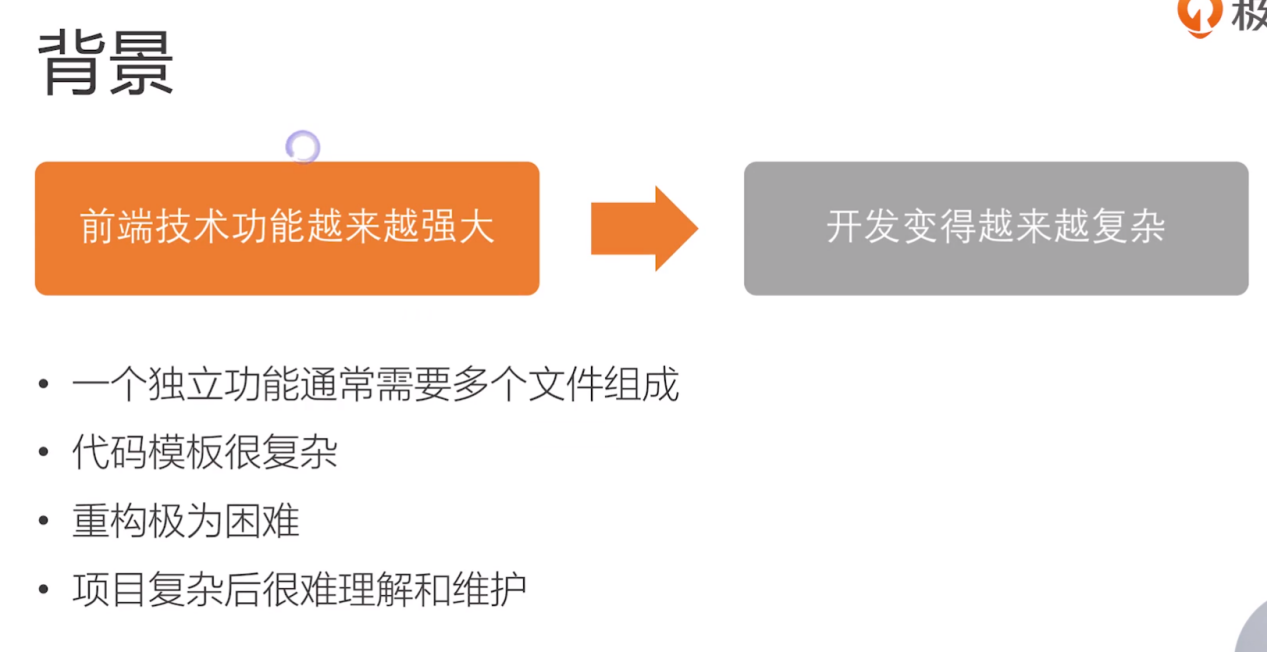 极
背景
前端技术功能越来越强大
开发变得越来越复杂
• 一个独立功能通常需要多个文件组成
• 代码模板很复杂
• 重构极为困难
• 项目复杂后很难理解和维护